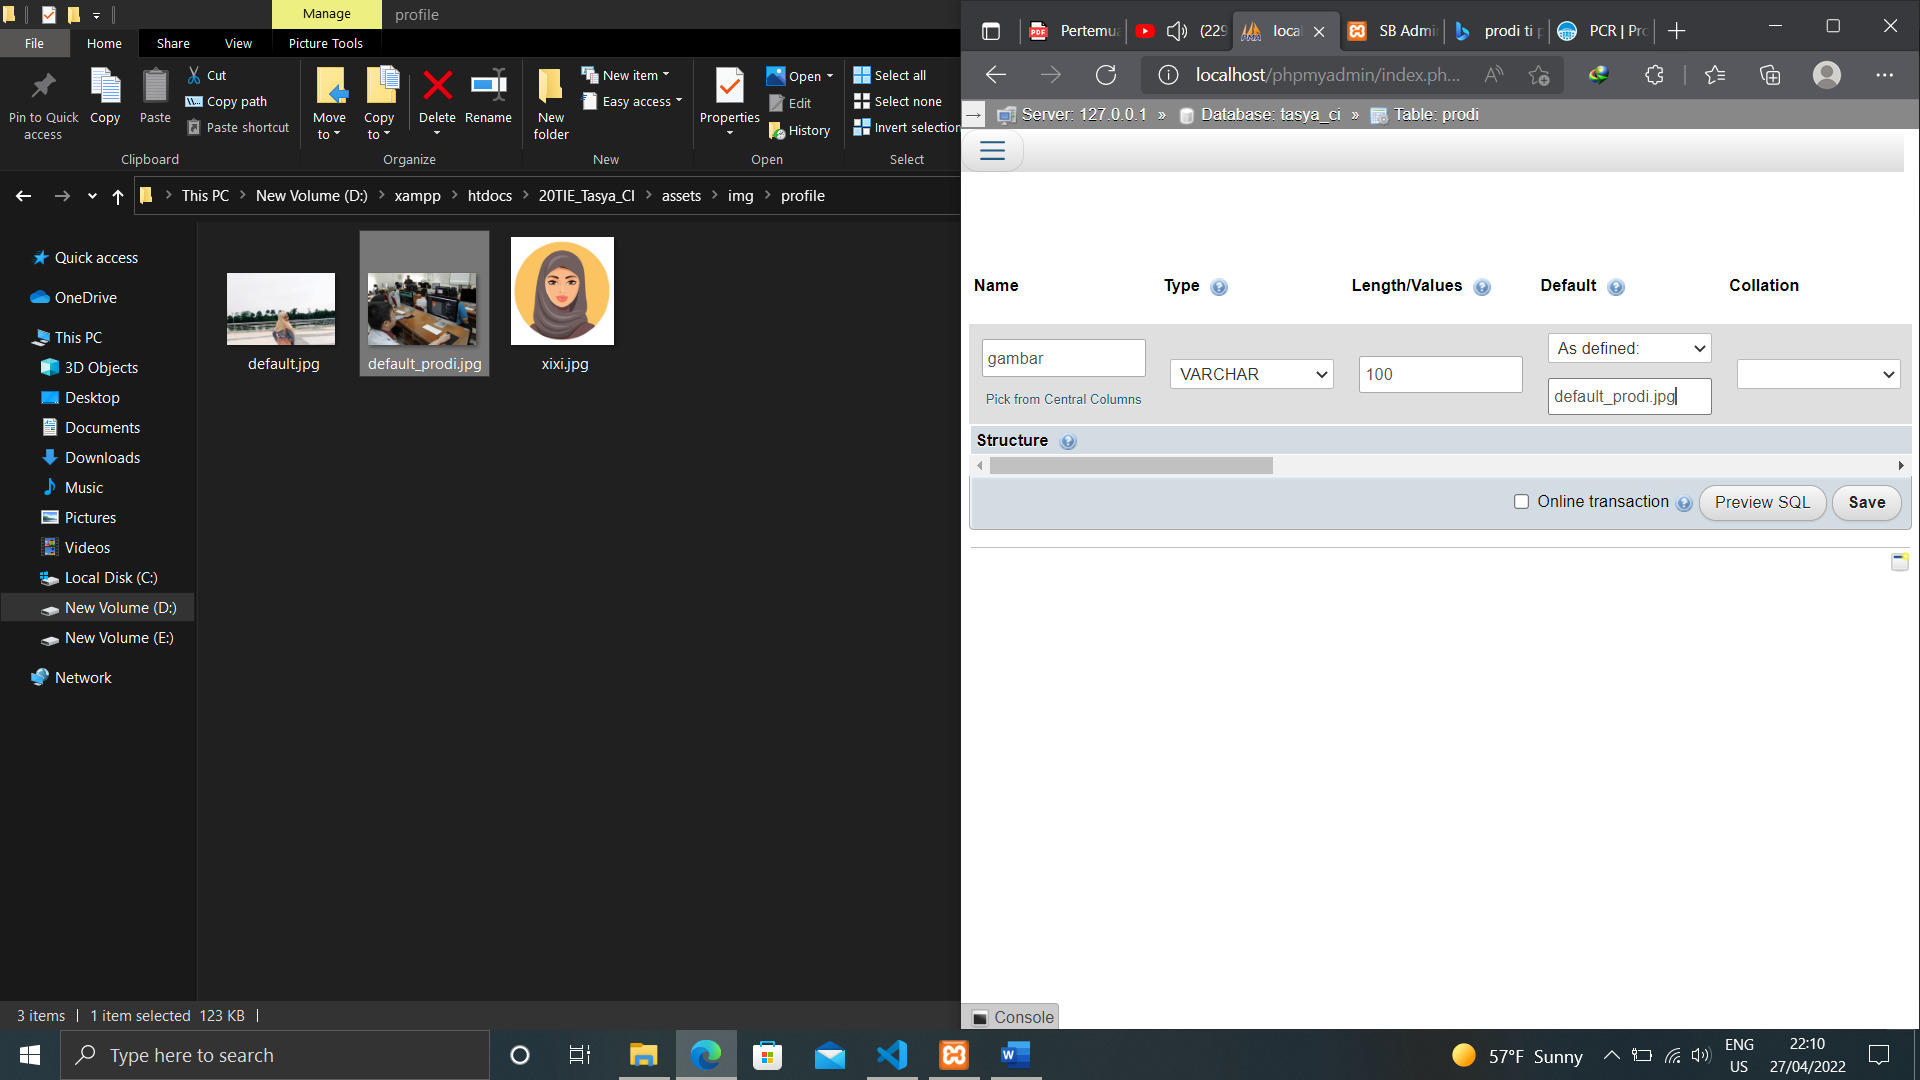 Manage
profile
File
Home
Share
View
Picture Tools
Pin to Quick access
Copy
Paste
Cut
Copy path
Paste shortcut
Clipboard
Move to
Copy to
Delete
Rename
Organize
New folder
New item
Easy access
New
Properties
Open
Edit
History
Open
Select all
Select none
Invert selection
Select
This PC
New Volume (D:)
xampp
htdocs
20TIE_Tasya_CI
assets
img
profile
Quick access
OneDrive
This PC
3D Objects
Desktop
Documents
Downloads
Music
Pictures
Videos
Local Disk (C:)
New Volume (D:)
New Volume (E:)
Network
default.jpg
default_prodi.jpg
xixi.jpg
3 items
1 item selected 123 KB
Pertemua
(229
loca
SB Admi
prodi ti p
PCR | Pro
localhost/phpmyadmin/index.ph...
Server: 127.0.0.1 » Database: tasya_ci » Table: prodi
Name
Type
Length/Values
Default
Collation
gambar
Pick from Central Columns
VARCHAR
100
As defined:
default_prodi.jpg
Structure
Online transaction
Preview SQL
Save
Console
Type here to search
57°F Sunny
ENG
US
22:10
27/04/2022